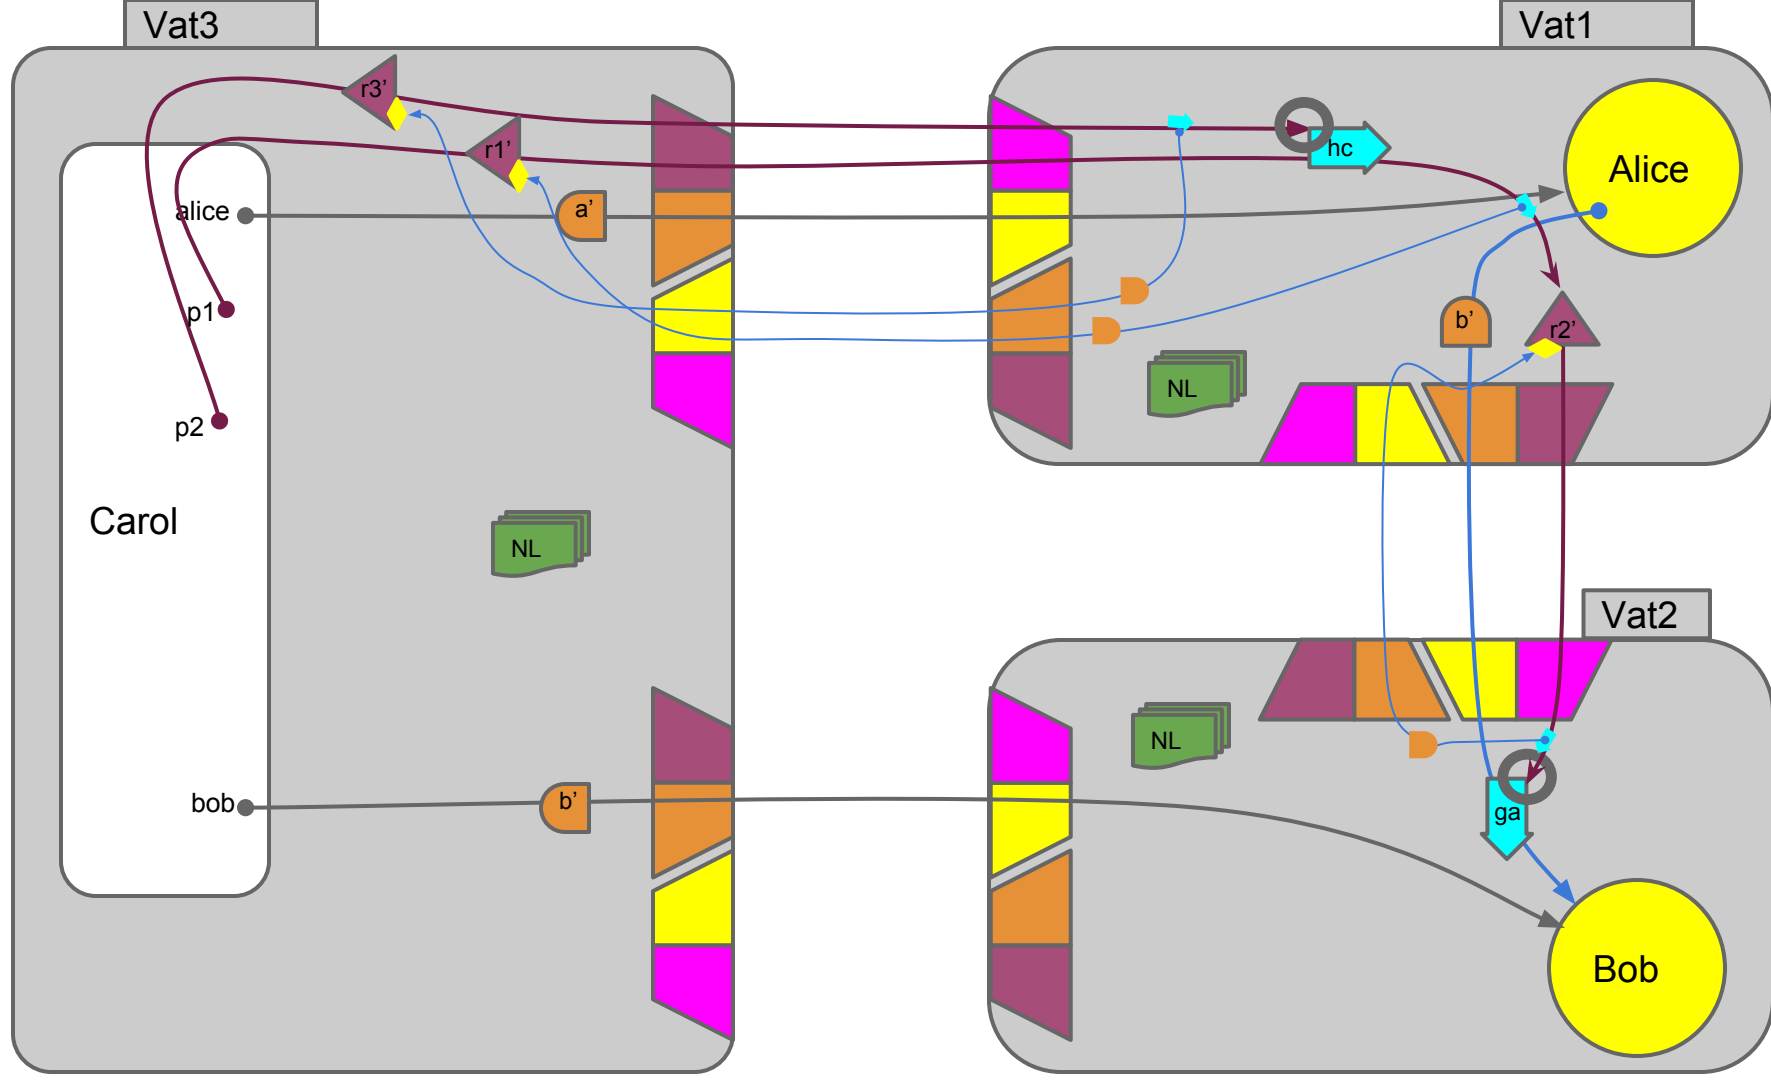 Vat3
Vat1
r3’
r1’
hc
Alice
alice
a’
p1
b’
r2’
NL
p2
Carol
NL
Vat2
NL
bob
b’
ga
Bob